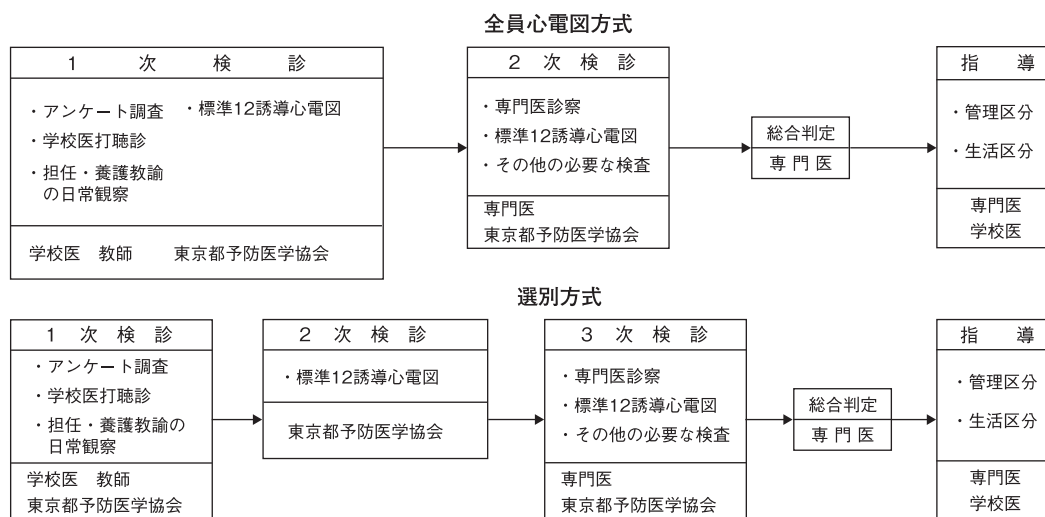 全員心電図方式
1 次 検 診
・アンケート調査 ・標準12誘導心電図
・学校医打聴診
・担任・養護教諭
の日常観察
学校医 教師 東京都予防医学協会
2 次 検 診
・専門医診察
・標準12誘導心電図
・その他の必要な検査
専門医
東京都予防医学協会
総合判定
専 門 医
指 導
・管理区分
・生活区分
専門医
学校医
選別方式
1 次 検 診
・アンケート調査
・学校医打聴診
・担任・養護教諭の
日常観察
学校医 教師
東京都予防医学協会
2 次 検 診
・標準12誘導心電図
東京都予防医学協会
3 次 検 診
・専門医診察
・標準12誘導心電図
・その他の必要な検査
専門医
東京都予防医学協会
総合判定
専 門 医
指 導
・管理区分
・生活区分
専門医
学校医